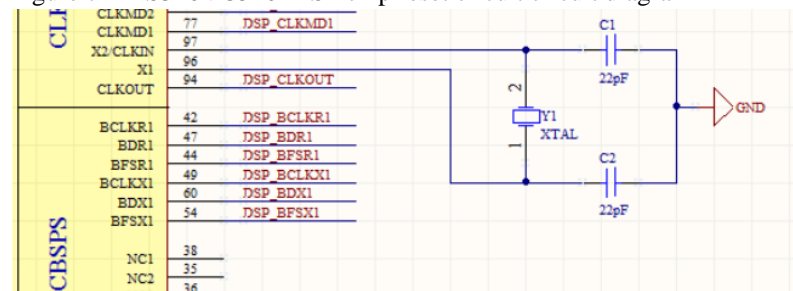 CLKMD2
CLKMD1 77 DSP_CLKMD1
X2/CLKIN 97
X1 96
CLKOUT 94 DSP_CLKOUT
BCLKR1 42 DSP_BCLKR1
BDR1 47 DSP_BDR1
BFSR1 44 DSP_BFSR1
BCLKX1 49 DSP_BCLKX1
BDX1 60 DSP_BDX1
BFSX1 54 DSP_BFSX1
NC1 38
NC2 35
36
CBSPS
C1
22pF
2
Y1
XTAL
1
C2
22pF
GND